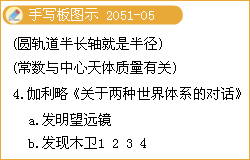 手写板图示 2051-05
(圆轨道半长轴就是半径)
(常数与中心天体质量有关)
4.伽利略《关于两种世界体系的对话》
a.发明望远镜
b.发现木卫1 2 3 4